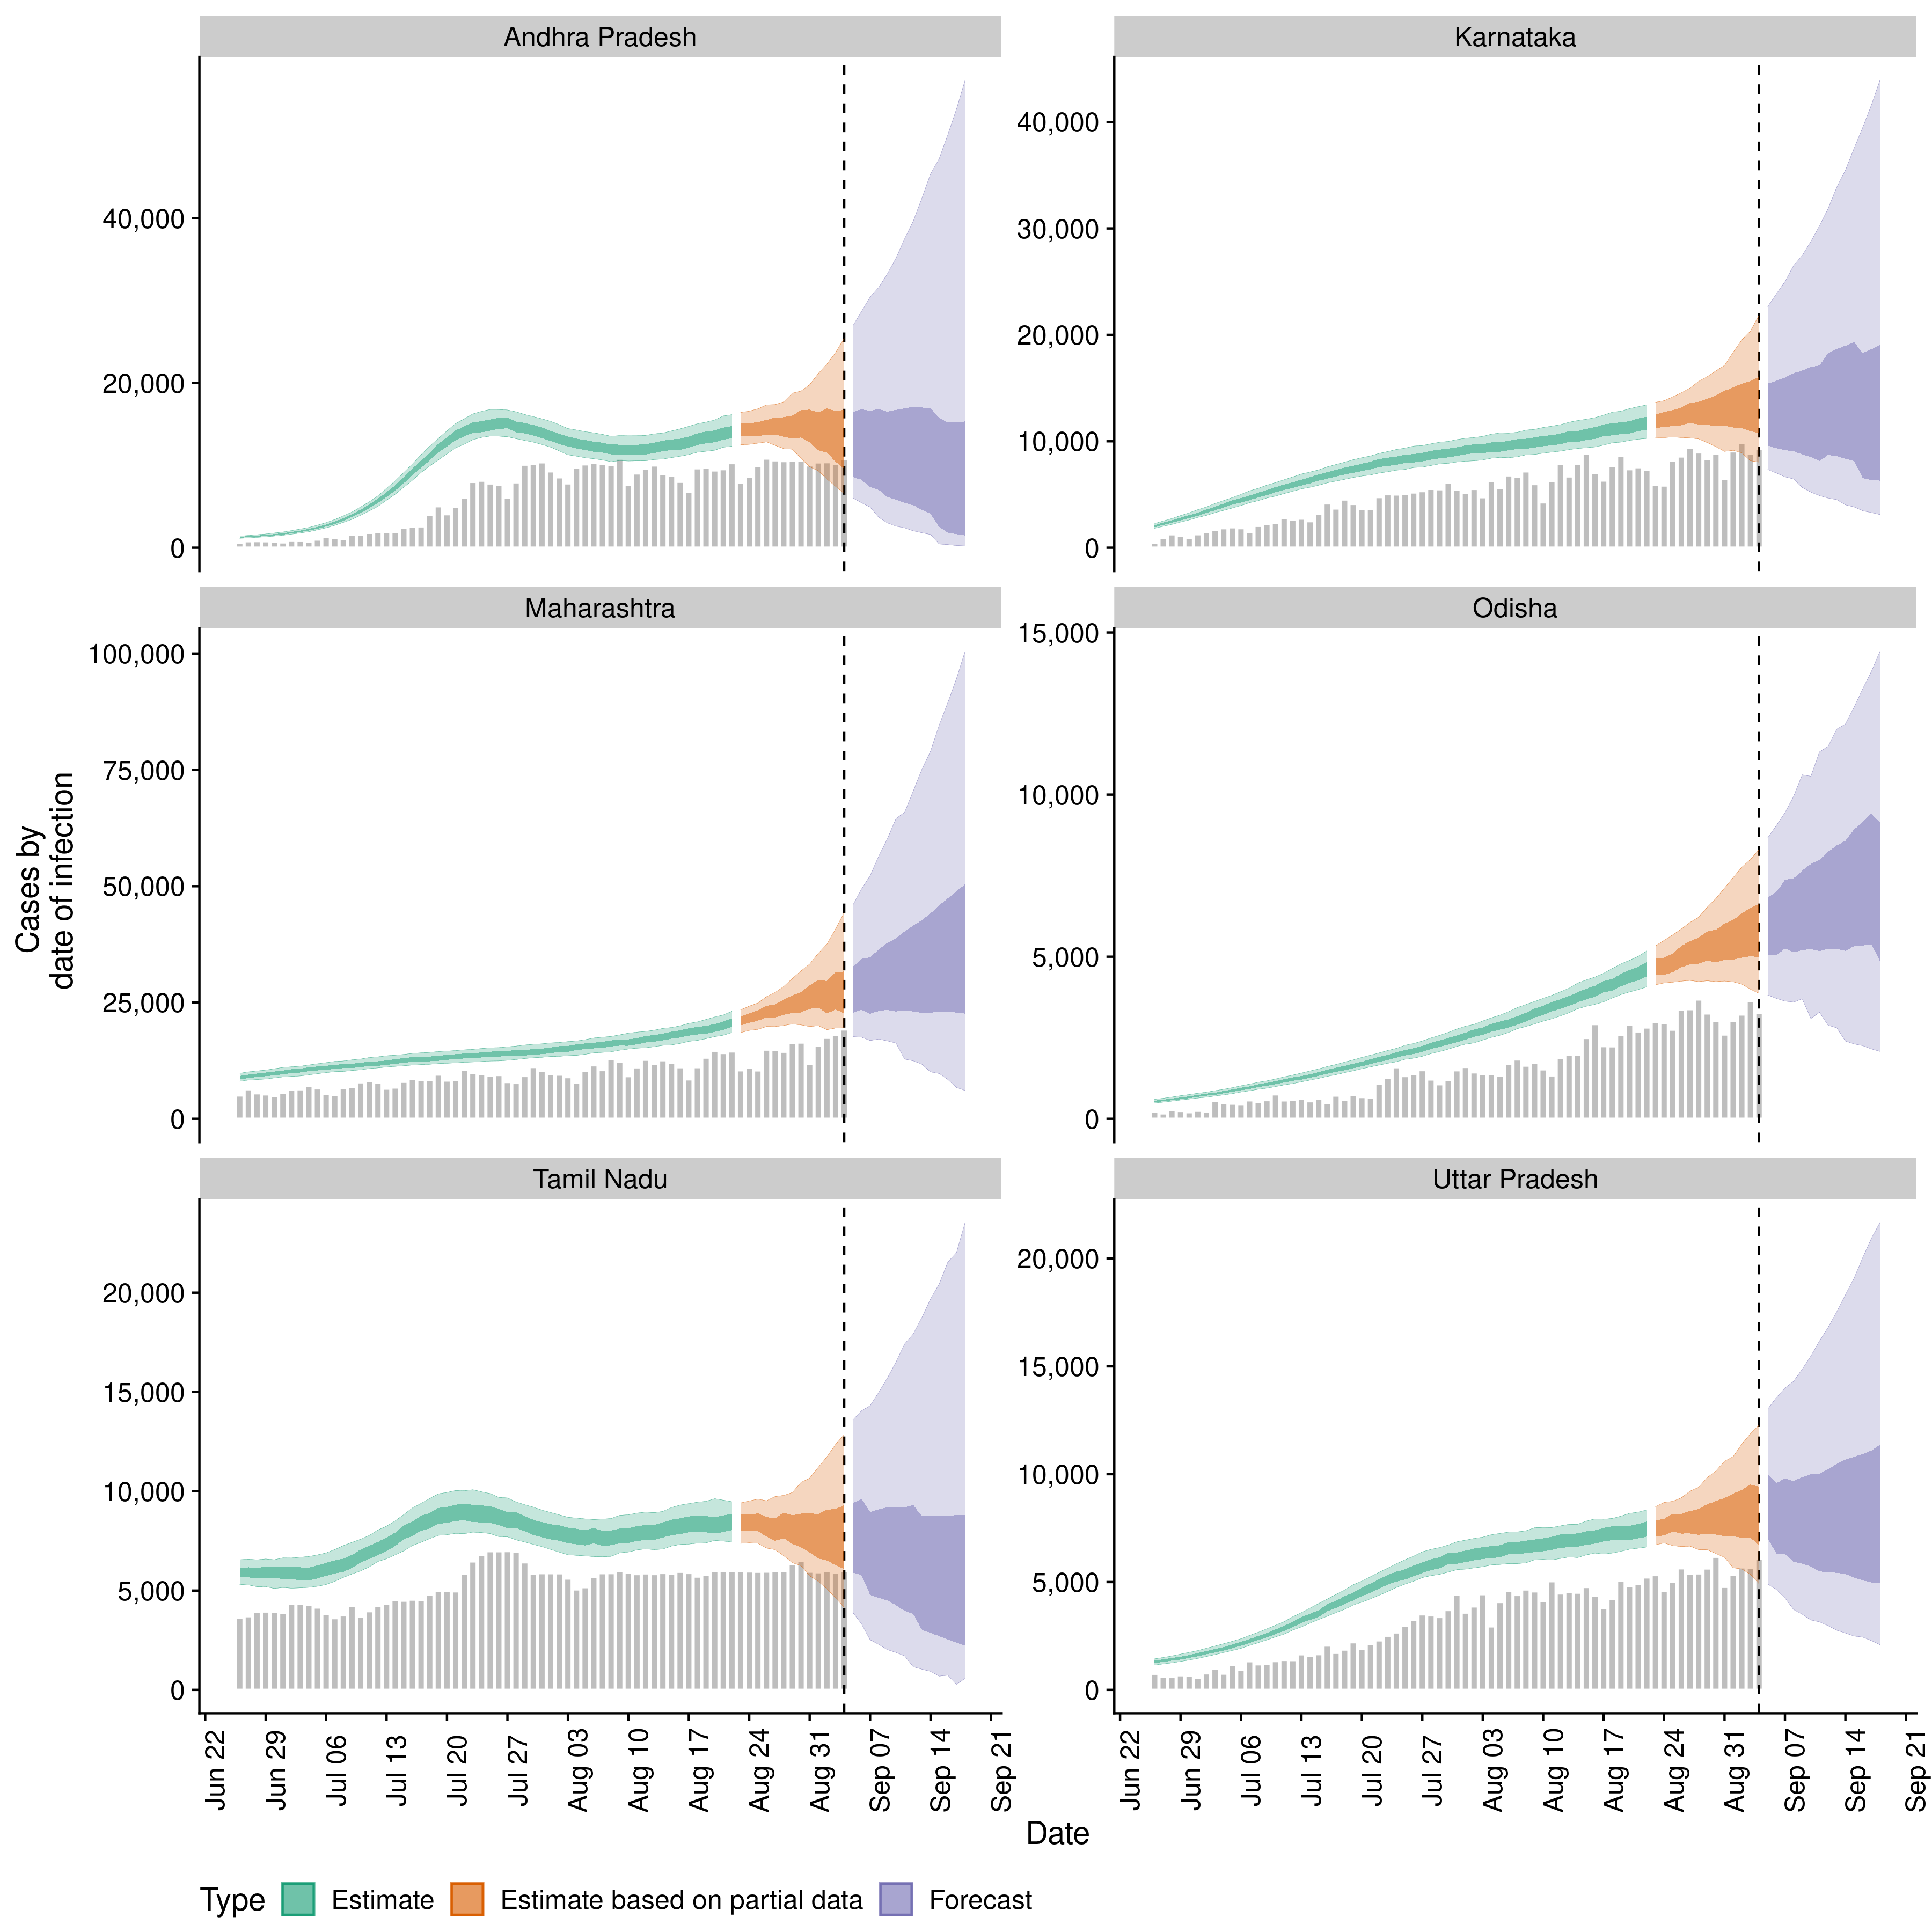 Andhra Pradesh
Karnataka
40,000
20,000
0
40,000
30,000
20,000
10,000
0
Maharashtra
Odisha
100,000
75,000
50,000
25,000
0
15,000
10,000
5,000
0
Tamil Nadu
Uttar Pradesh
20,000
15,000
10,000
5,000
0
20,000
15,000
10,000
5,000
0
Cases by
date of infection
Jun 22
Jun 29
Jul 06
Jul 13
Jul 20
Jul 27
Aug 03
Aug 10
Aug 17
Aug 24
Aug 31
Sep 07
Sep 14
Sep 21
Jun 22
Jun 29
Jul 06
Jul 13
Jul 20
Jul 27
Aug 03
Aug 10
Aug 17
Aug 24
Aug 31
Sep 07
Sep 14
Sep 21
Date
Type Estimate Estimate based on partial data Forecast